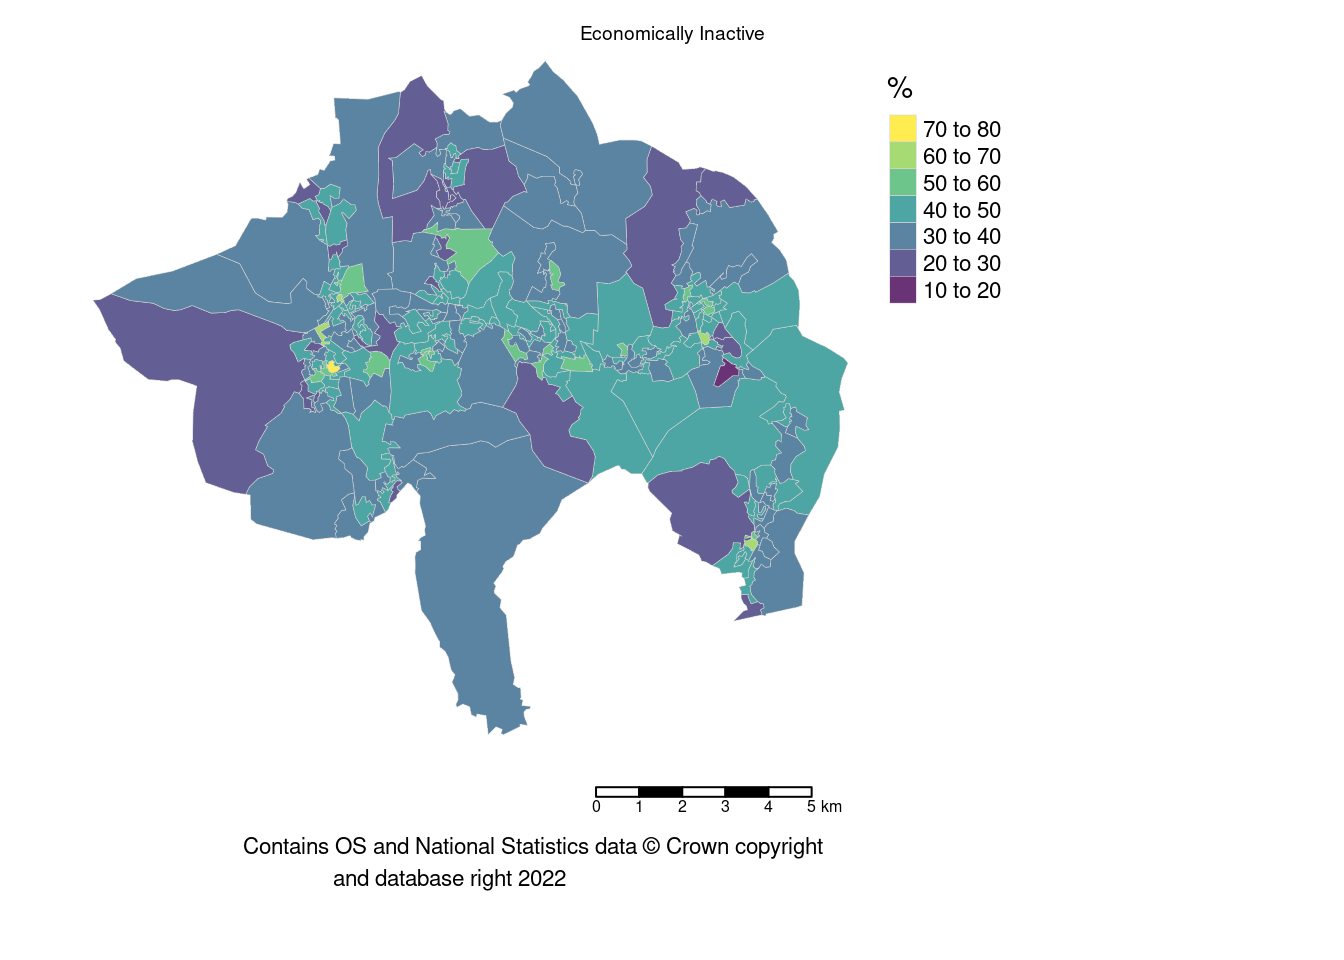 Economically Inactive
%
70 to 80
60 to 70
50 to 60
40 to 50
30 to 40
20 to 30
10 to 20
0 1 2 3 4 5 km
Contains OS and National Statistics data © Crown copyright
and database right 2022